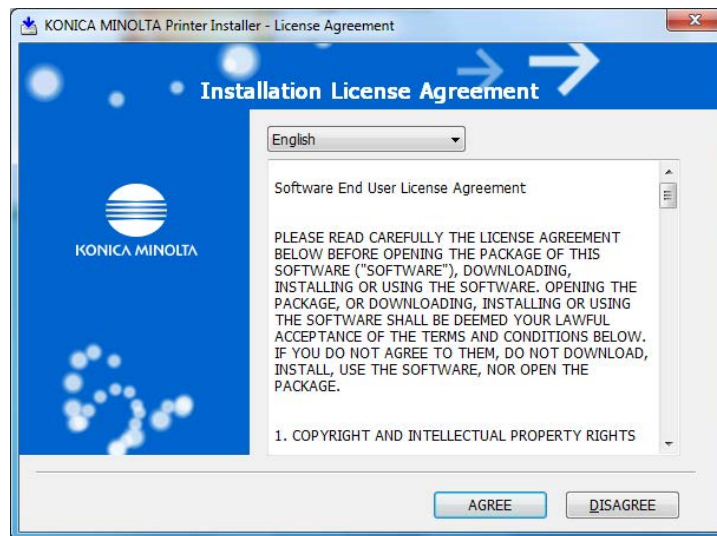 KONICA MINOLTA Printer Installer - License Agreement
Installation License Agreement
English
Software End User License Agreement
PLEASE READ CAREFULLY THE LICENSE AGREEMENT
BELOW BEFORE OPENING THE PACKAGE OF THIS
SOFTWARE ("SOFTWARE"), DOWNLOADING,
INSTALLING OR USING THE SOFTWARE. OPENING THE
PACKAGE, OR DOWNLOADING, INSTALLING OR USING
THE SOFTWARE SHALL BE DEEMED YOUR LAWFUL
ACCEPTANCE OF THE TERMS AND CONDITIONS BELOW.
IF YOU DO NOT AGREE TO THEM, DO NOT DOWNLOAD,
INSTALL, USE THE SOFTWARE, NOR OPEN THE
PACKAGE.
1. COPYRIGHT AND INTELLECTUAL PROPERTY RIGHTS
KONICA MINOLTA
AGREE
DISAGREE